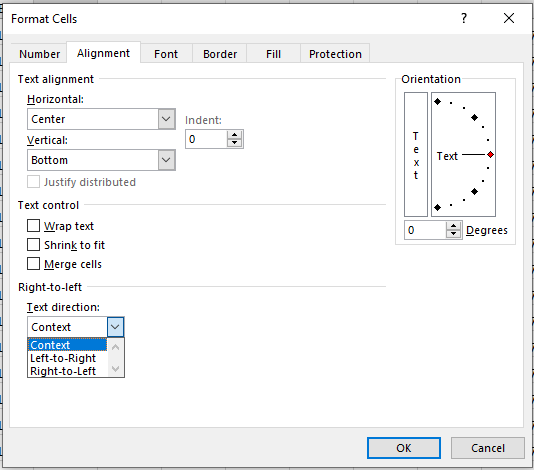 Format Cells
?
Number Alignment Font Border Fill Protection
Text alignment
Horizontal:
Center
Indent:
0
Vertical:
Bottom
Justify distributed
Text control
Wrap text
Shrink to fit
Merge cells
Right-to-left
Text direction:
Context
Context
Left-to-Right
Right-to-Left
Orientation
Text
Text
0 Degrees
OK Cancel